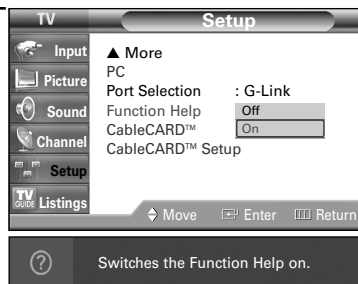 TV Setup
Input
Picture
Sound
Channel
Setup
TV GUIDE Listings
▲ More
PC
Port Selection : G-Link
Function Help Off
CableCARD™ On
CableCARD™ Setup
Move Enter Return
? Switches the Function Help on.